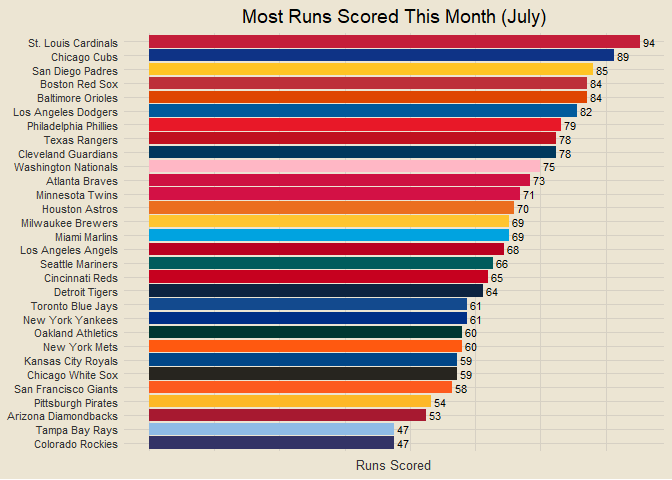 Most Runs Scored This Month (July)
St. Louis Cardinals 94
Chicago Cubs 89
San Diego Padres 85
Boston Red Sox 84
Baltimore Orioles 84
Los Angeles Dodgers 82
Philadelphia Phillies 79
Texas Rangers 78
Cleveland Guardians 78
Washington Nationals 75
Atlanta Braves 73
Minnesota Twins 71
Houston Astros 70
Milwaukee Brewers 69
Miami Marlins 69
Los Angeles Angels 68
Seattle Mariners 66
Cincinnati Reds 65
Detroit Tigers 64
Toronto Blue Jays 61
New York Yankees 61
Oakland Athletics 60
New York Mets 60
Kansas City Royals 59
Chicago White Sox 59
San Francisco Giants 58
Pittsburgh Pirates 54
Arizona Diamondbacks 53
Tampa Bay Rays 47
Colorado Rockies 47
Runs Scored